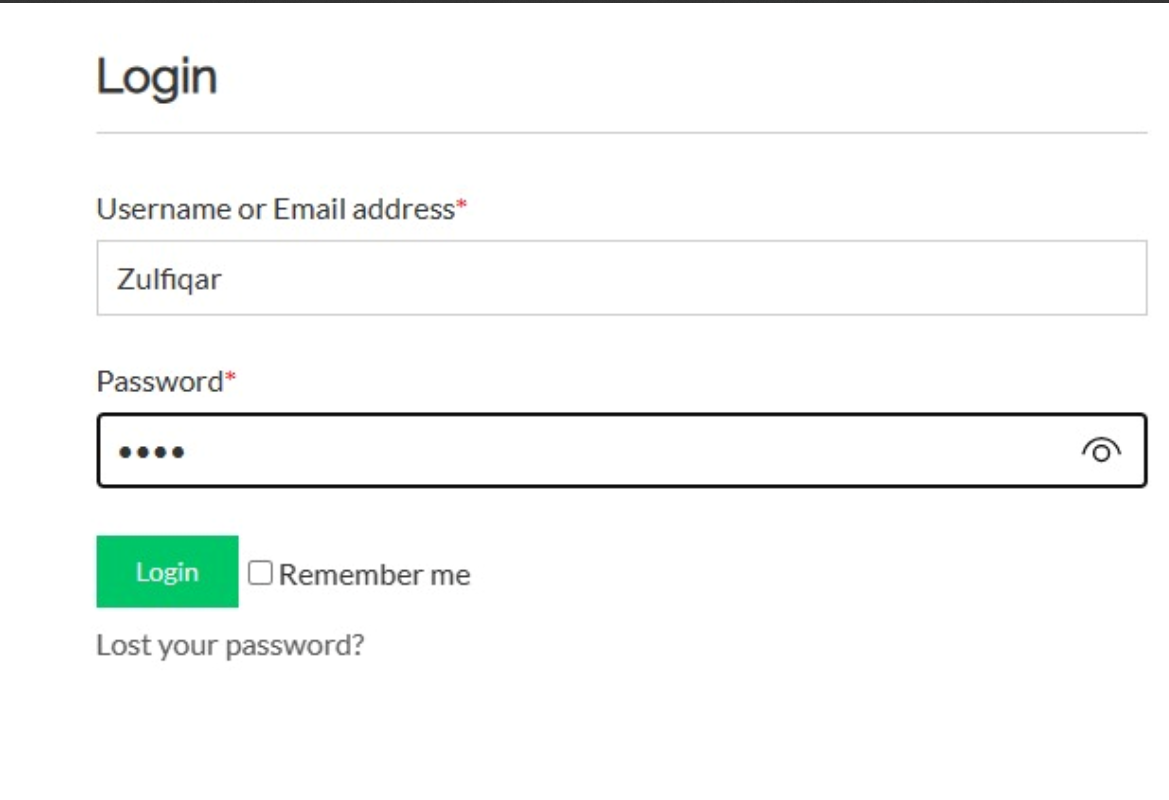 Login
Username or Email address*
Zulfiqar
Password*
••••
Login Remember me
Lost your password?